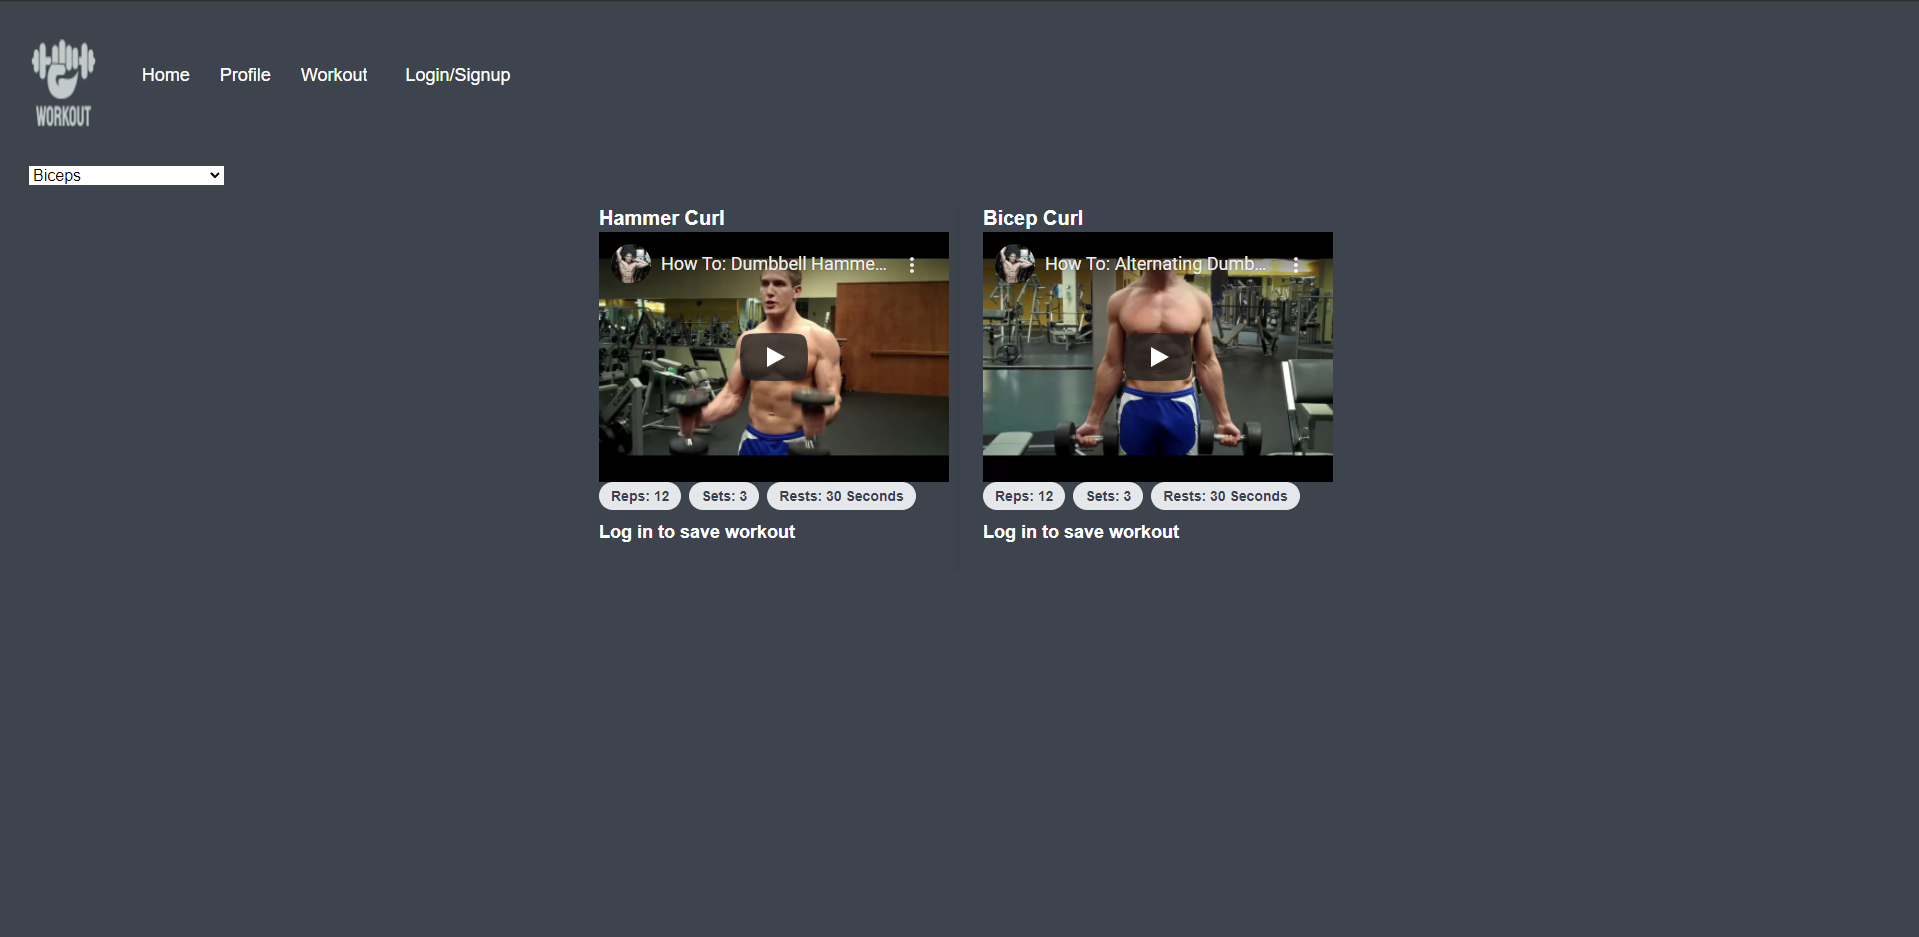 WORKOUT
Home Profile Workout Login/Signup
Biceps
Hammer Curl
How To: Dumbbell Hamme...
Reps: 12 Sets: 3 Rests: 30 Seconds
Log in to save workout
Bicep Curl
How To: Alternating Dumb...
Reps: 12 Sets: 3 Rests: 30 Seconds
Log in to save workout